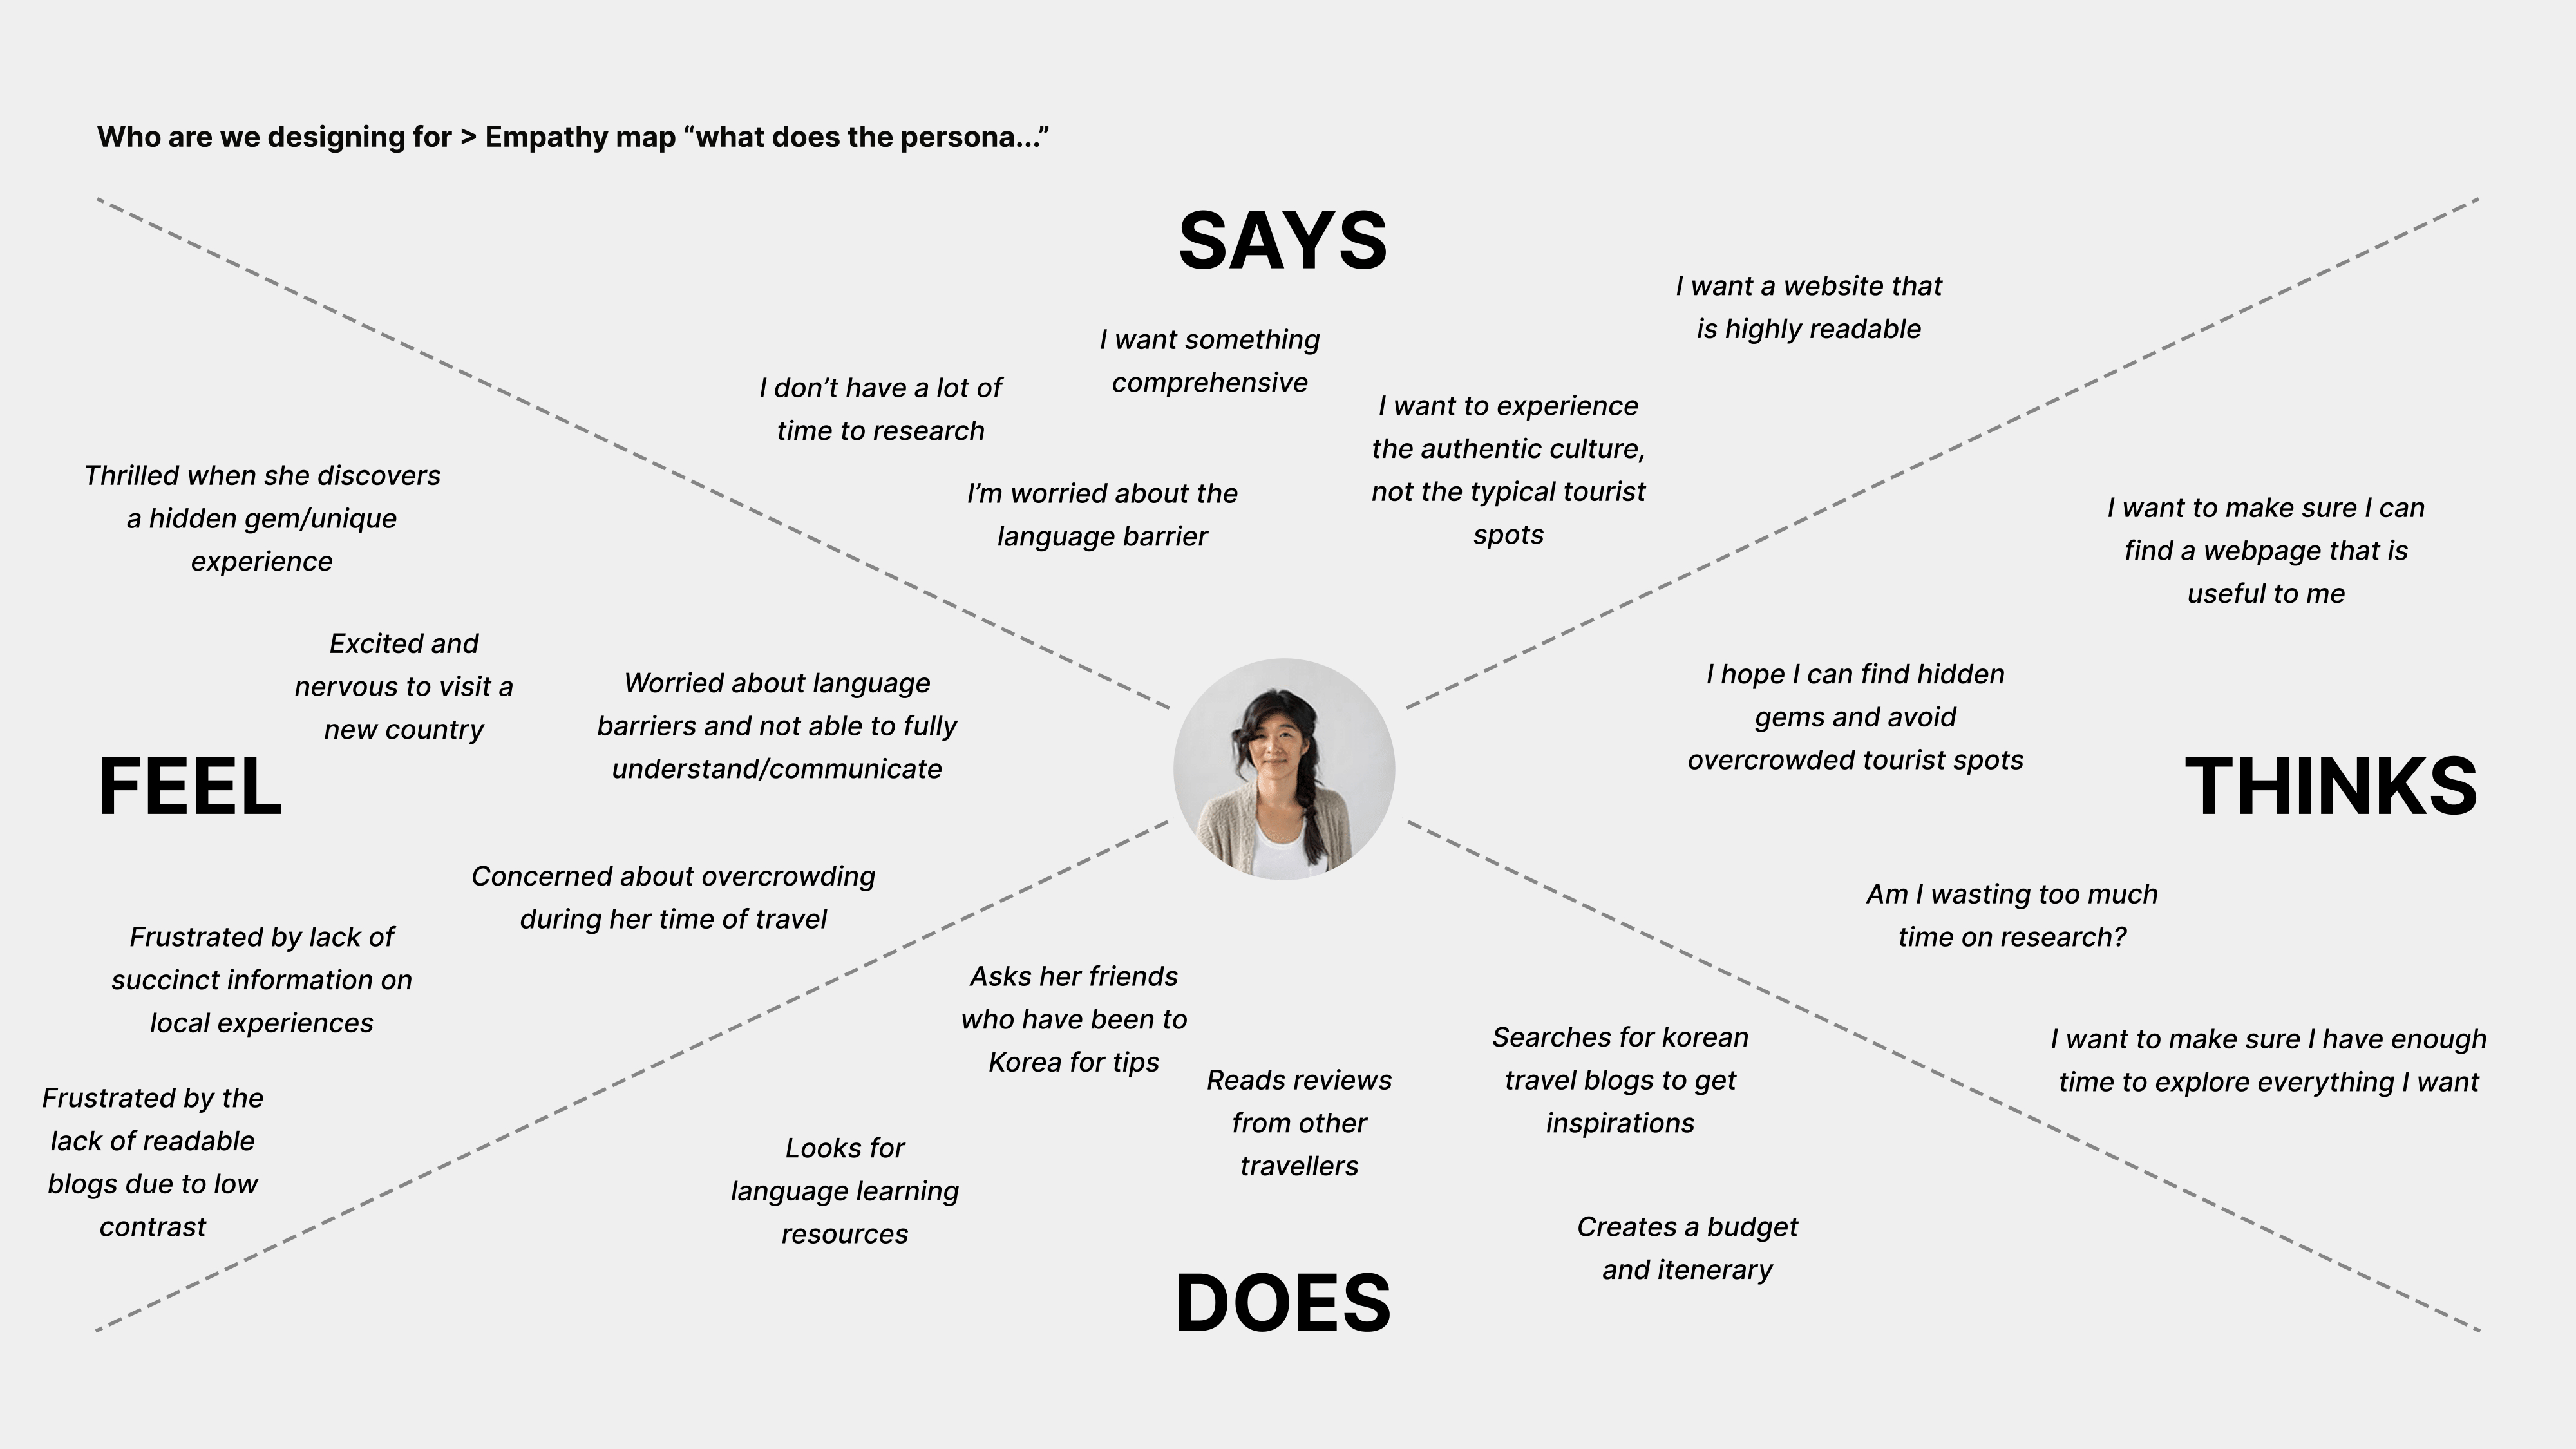 Who are we designing for > Empathy map “what does the persona...”
SAYS
I want a website that
is highly readable
I want something
comprehensive
I don’t have a lot of
time to research
I want to experience
the authentic culture,
not the typical tourist
spots
I’m worried about the
language barrier
Thrilled when she discovers
a hidden gem/unique
experience
Excited and
nervous to visit a
new country
Worried about language
barriers and not able to fully
understand/communicate
FEEL
Concerned about overcrowding
during her time of travel
Frustrated by lack of
succinct information on
local experiences
Frustrated by the
lack of readable
blogs due to low
contrast
I want to make sure I can
find a webpage that is
useful to me
I hope I can find hidden
gems and avoid
overcrowded tourist spots
THINKS
Am I wasting too much
time on research?
I want to make sure I have enough
time to explore everything I want
Asks her friends
who have been to
Korea for tips
Reads reviews
from other
travellers
Searches for korean
travel blogs to get
inspirations
Looks for
language learning
resources
Creates a budget
and itenerary
DOES